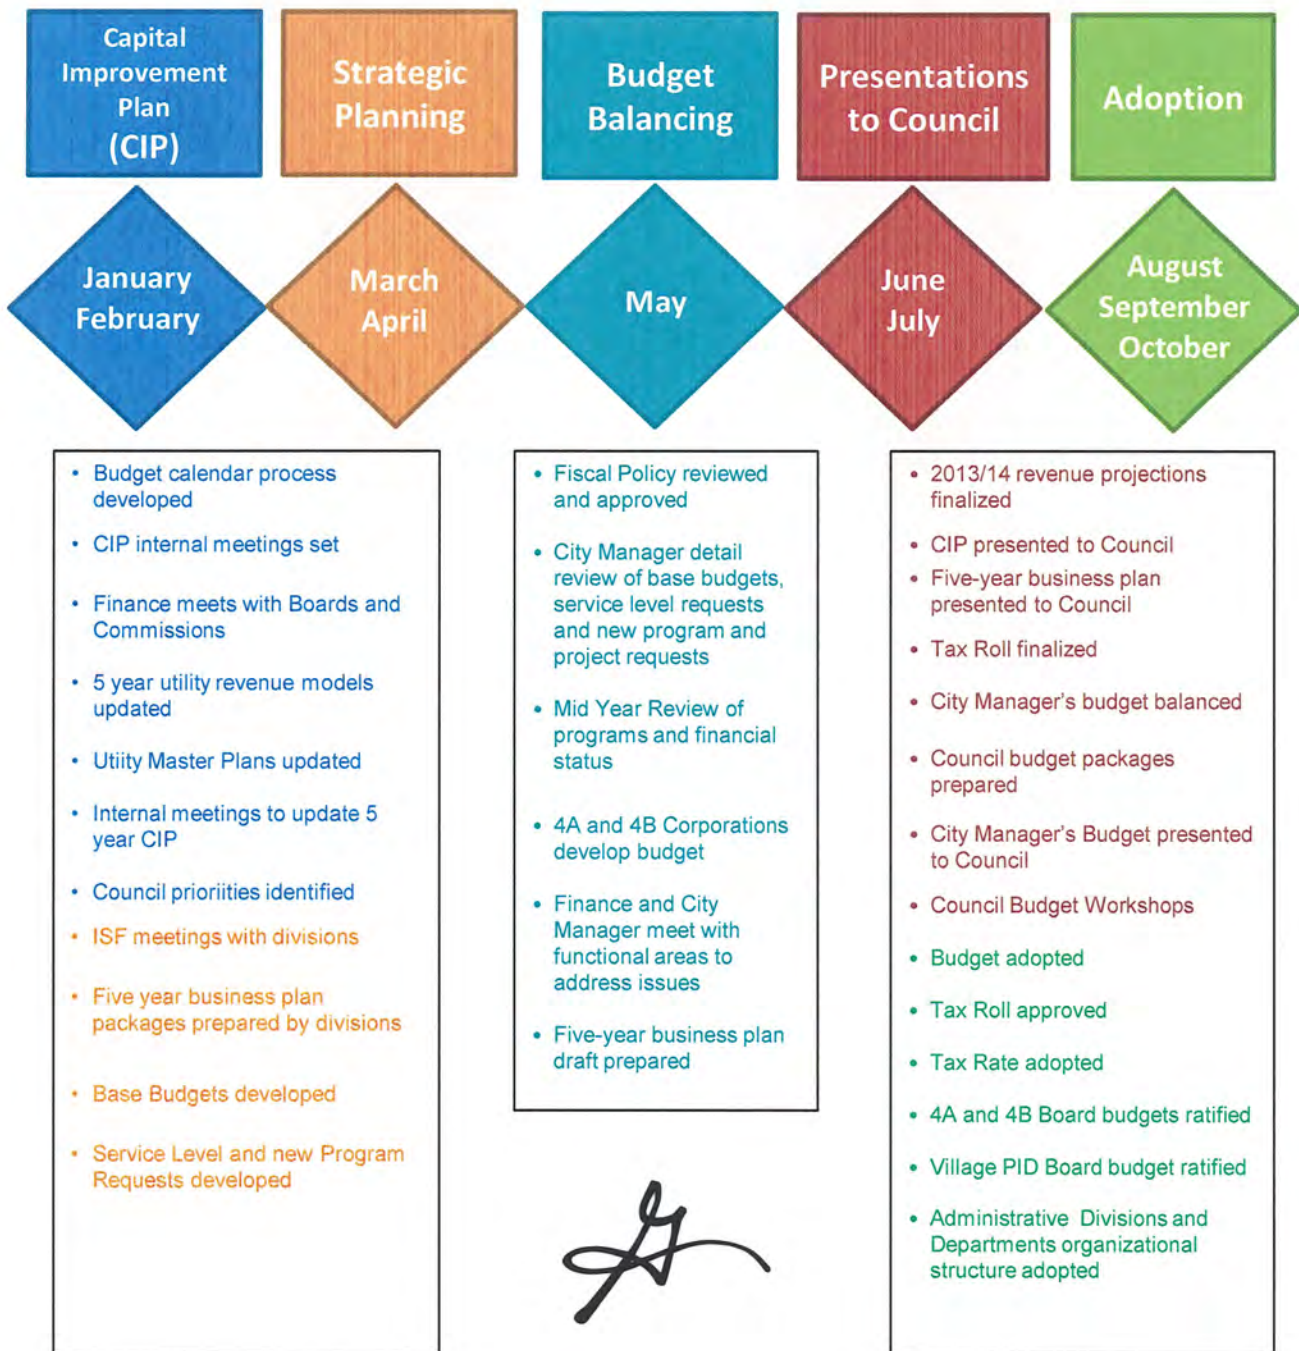 Capital
Improvement
Plan
(CIP)
Strategic
Planning
Budget
Balancing
Presentations
to Council
Adoption
January
February
March
April
May
June
July
August
September
October
• Budget calendar process
developed
• CIP internal meetings set
• Finance meets with Boards and
Commissions
• 5 year utility revenue models
updated
• Utiity Master Plans updated
• Internal meetings to update 5
year CIP
• Council prioriities identified
• ISF meetings with divisions
• Five year business plan
packages prepared by divisions
• Base Budgets developed
• Service Level and new Program
Requests developed
• Fiscal Policy reviewed
and approved
• City Manager detail
review of base budgets,
service level requests
and new program and
project requests
• Mid Year Review of
programs and financial
status
• 4A and 4B Corporations
develop budget
• Finance and City
Manager meet with
functional areas to
address issues
• Five-year business plan
draft prepared
• 2013/14 revenue projections
finalized
• CIP presented to Council
• Five-year business plan
presented to Council
• Tax Roll finalized
• City Manager's budget balanced
• Council budget packages
prepared
• City Manager's Budget presented
to Council
• Council Budget Workshops
• Budget adopted
• Tax Roll approved
• Tax Rate adopted
• 4A and 4B Board budgets ratified
• Village PID Board budget ratified
• Administrative Divisions and
Departments organizational
structure adopted